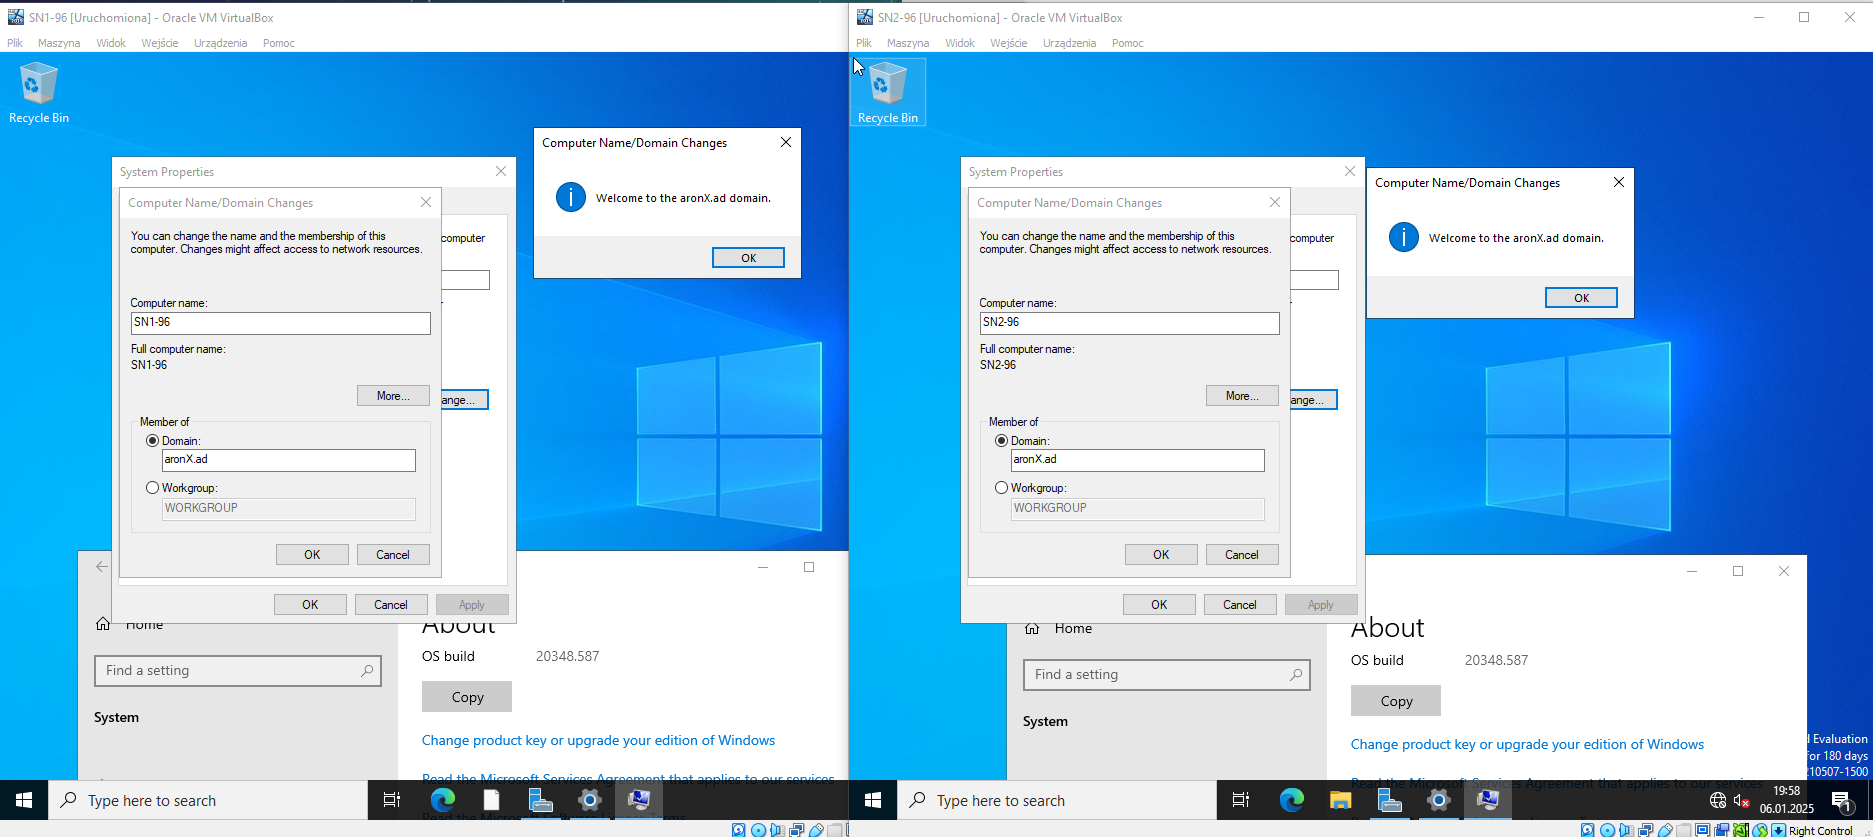 SN1-96 [Uruchomiona] - Oracle VM VirtualBox
Plik Maszyna Widok Wejście Urządzenia Pomoc
Recycle Bin
Computer Name/Domain Changes
Welcome to the aronX.ad domain.
OK
System Properties
Computer Name/Domain Changes
You can change the name and the membership of this
computer. Changes might affect access to network resources.
computer
Computer name:
SN1-96
Full computer name:
SN1-96
More...
ange...
Member of
Domain:
aronX.ad
Workgroup:
WORKGROUP
OK Cancel
OK Cancel Apply
Home
Find a setting
System
About
OS build 20348.587
Copy
Change product key or upgrade your edition of Windows
Read the Microsoft Services Agreement that applies to our services
Type here to search
SN2-96 [Uruchomiona] - Oracle VM VirtualBox
Plik Maszyna Widok Wejście Urządzenia Pomoc
Recycle Bin
Computer Name/Domain Changes
Welcome to the aronX.ad domain.
OK
System Properties
Computer Name/Domain Changes
You can change the name and the membership of this
computer. Changes might affect access to network resources.
computer
Computer name:
SN2-96
Full computer name:
SN2-96
More...
ange...
Member of
Domain:
aronX.ad
Workgroup:
WORKGROUP
OK Cancel
OK Cancel Apply
Home
Find a setting
System
About
OS build 20348.587
Copy
Change product key or upgrade your edition of Windows
Read the Microsoft Services Agreement that applies to our services
d Evaluation
for 180 days
210507-1500
Type here to search
19:58
06.01.2025
1
Right Control